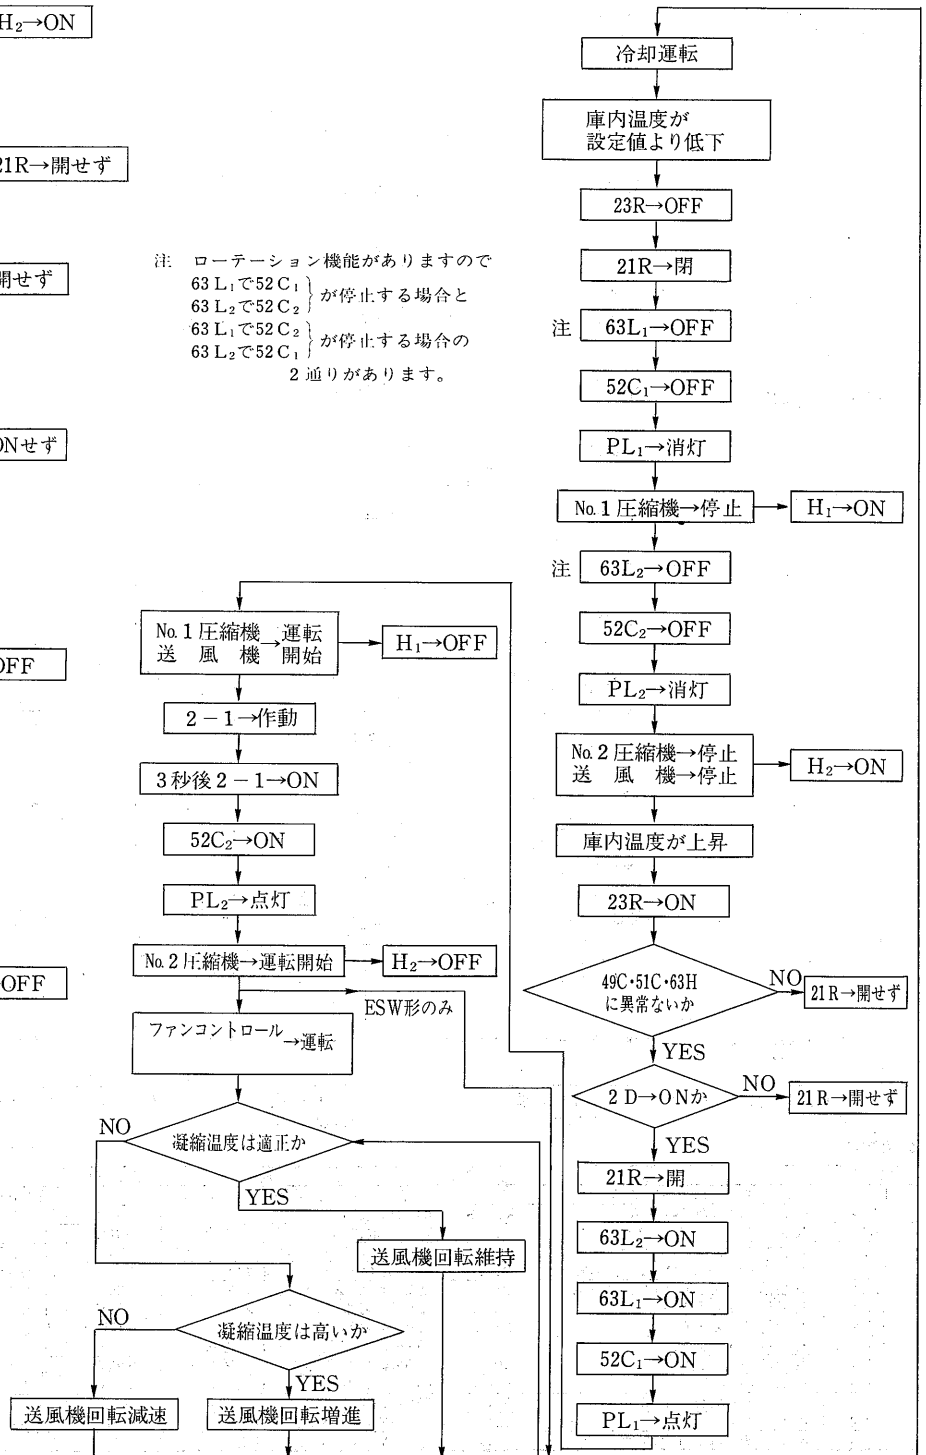 H₂→ON
21R→開せず
開せず
ONせず
OFF
OFF
注 ローテーション機能がありますので
63L₁で52C₁
63L₂で52C₂
が停止する場合と
63L₁で52C₂
63L₂で52C₁
が停止する場合の
2通りがあります。
No.1圧縮機→運転
送風機 開始
H₁→OFF
2-1→作動
3秒後2-1→ON
52C₂→ON
PL₂→点灯
No.2圧縮機→運転開始
H₂→OFF
ESW形のみ
ファンコントロール
→運転
凝縮温度は適正か
NO
YES
送風機回転維持
凝縮温度は高いか
NO
YES
送風機回転減速
送風機回転増進
冷却運転
庫内温度が
設定値より低下
23R→OFF
21R→閉
注 63L₁→OFF
52C₁→OFF
PL₁→消灯
No.1圧縮機→停止
H₁→ON
注 63L₂→OFF
52C₂→OFF
PL₂→消灯
No.2圧縮機→停止
送風機→停止
H₂→ON
庫内温度が上昇
23R→ON
49C・51C・63H
に異常ないか
NO
21R→開せず
YES
2D→ONか
NO
21R→開せず
YES
21R→開
63L₂→ON
63L₁→ON
52C₁→ON
PL₁→点灯